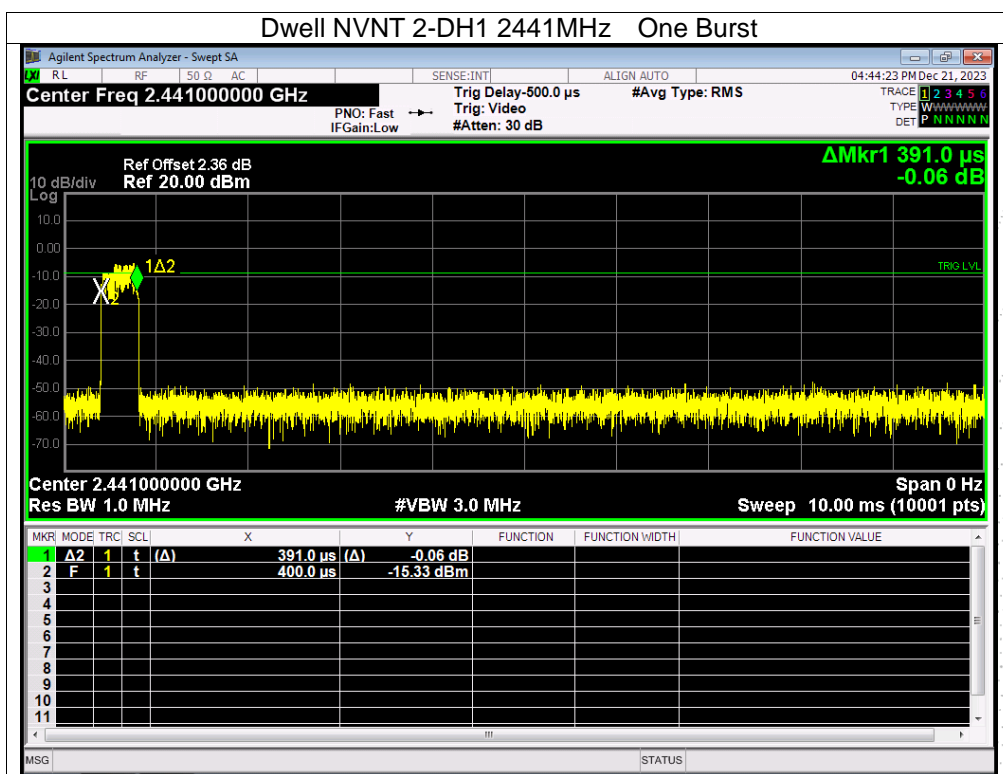 Dwell NVNT 2-DH1 2441MHz One Burst
Agilent Spectrum Analyzer - Swept SA
LXI RL RF 50 Ω AC SENSE:INT ALIGN AUTO 04:44:23 PM Dec 21, 2023
Center Freq 2.441000000 GHz
PNO: Fast
IFGain:Low
Trig Delay-500.0 µs
Trig: Video
#Atten: 30 dB
#Avg Type: RMS
TRACE 1 2 3 4 5 6
TYPE WWWWWW
DET P N N N N N
ΔMkr1 391.0 µs
-0.06 dB
Ref Offset 2.36 dB
Ref 20.00 dBm
10 dB/div
Log
10.0
0.00
-10.0
-20.0
-30.0
-40.0
-50.0
-60.0
-70.0
1Δ2
X2
TRIG LVL
Center 2.441000000 GHz Span 0 Hz
Res BW 1.0 MHz #VBW 3.0 MHz Sweep 10.00 ms (10001 pts)
MKR MODE TRC SCL X Y FUNCTION FUNCTION WIDTH FUNCTION VALUE
1 Δ2 1 t (Δ) 391.0 µs (Δ) -0.06 dB
2 F 1 t 400.0 µs -15.33 dBm
3
4
5
6
7
8
9
10
11
MSG STATUS